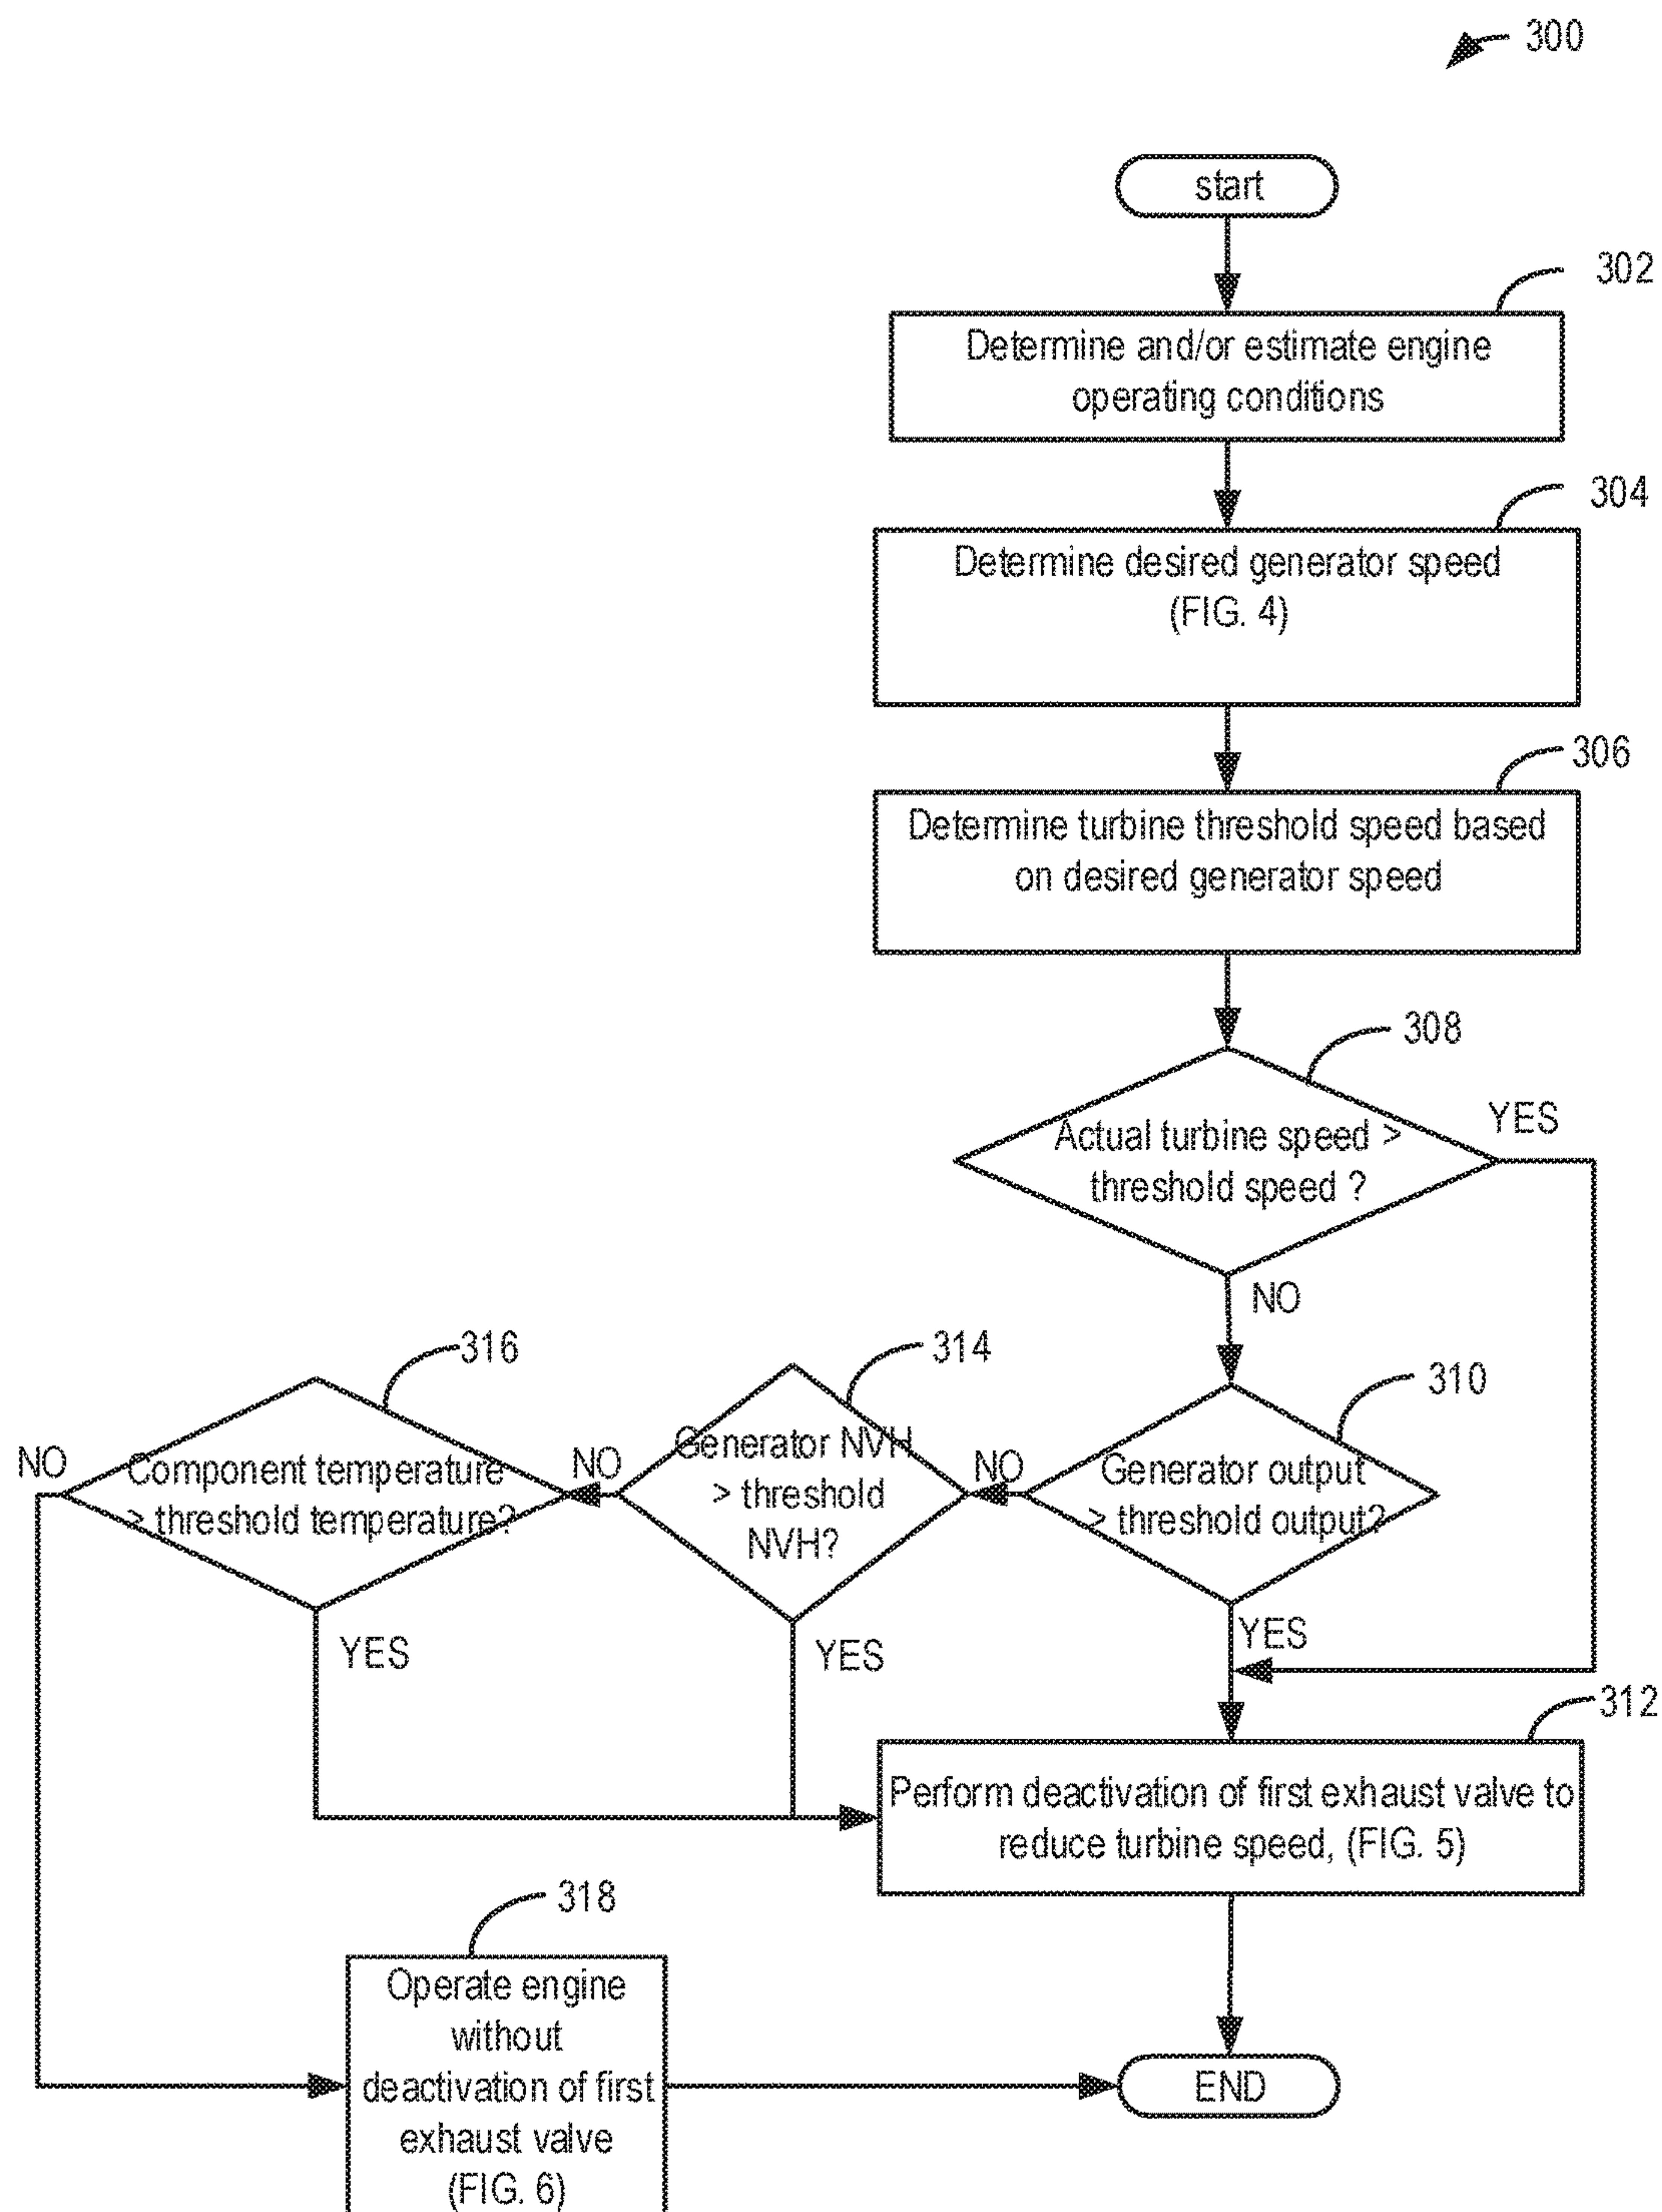 300
start
302
Determine and/or estimate engine
operating conditions
304
Determine desired generator speed
(FIG. 4)
306
Determine turbine threshold speed based
on desired generator speed
308
Actual turbine speed >
threshold speed ?
YES
NO
316
314
310
NO
Component temperature
> threshold temperature?
NO
Generator NVH
> threshold
NVH?
NO
Generator output
> threshold output?
YES
YES
YES
312
Perform deactivation of first exhaust valve to
reduce turbine speed, (FIG. 5)
318
Operate engine
without
deactivation of first
exhaust valve
(FIG. 6)
END